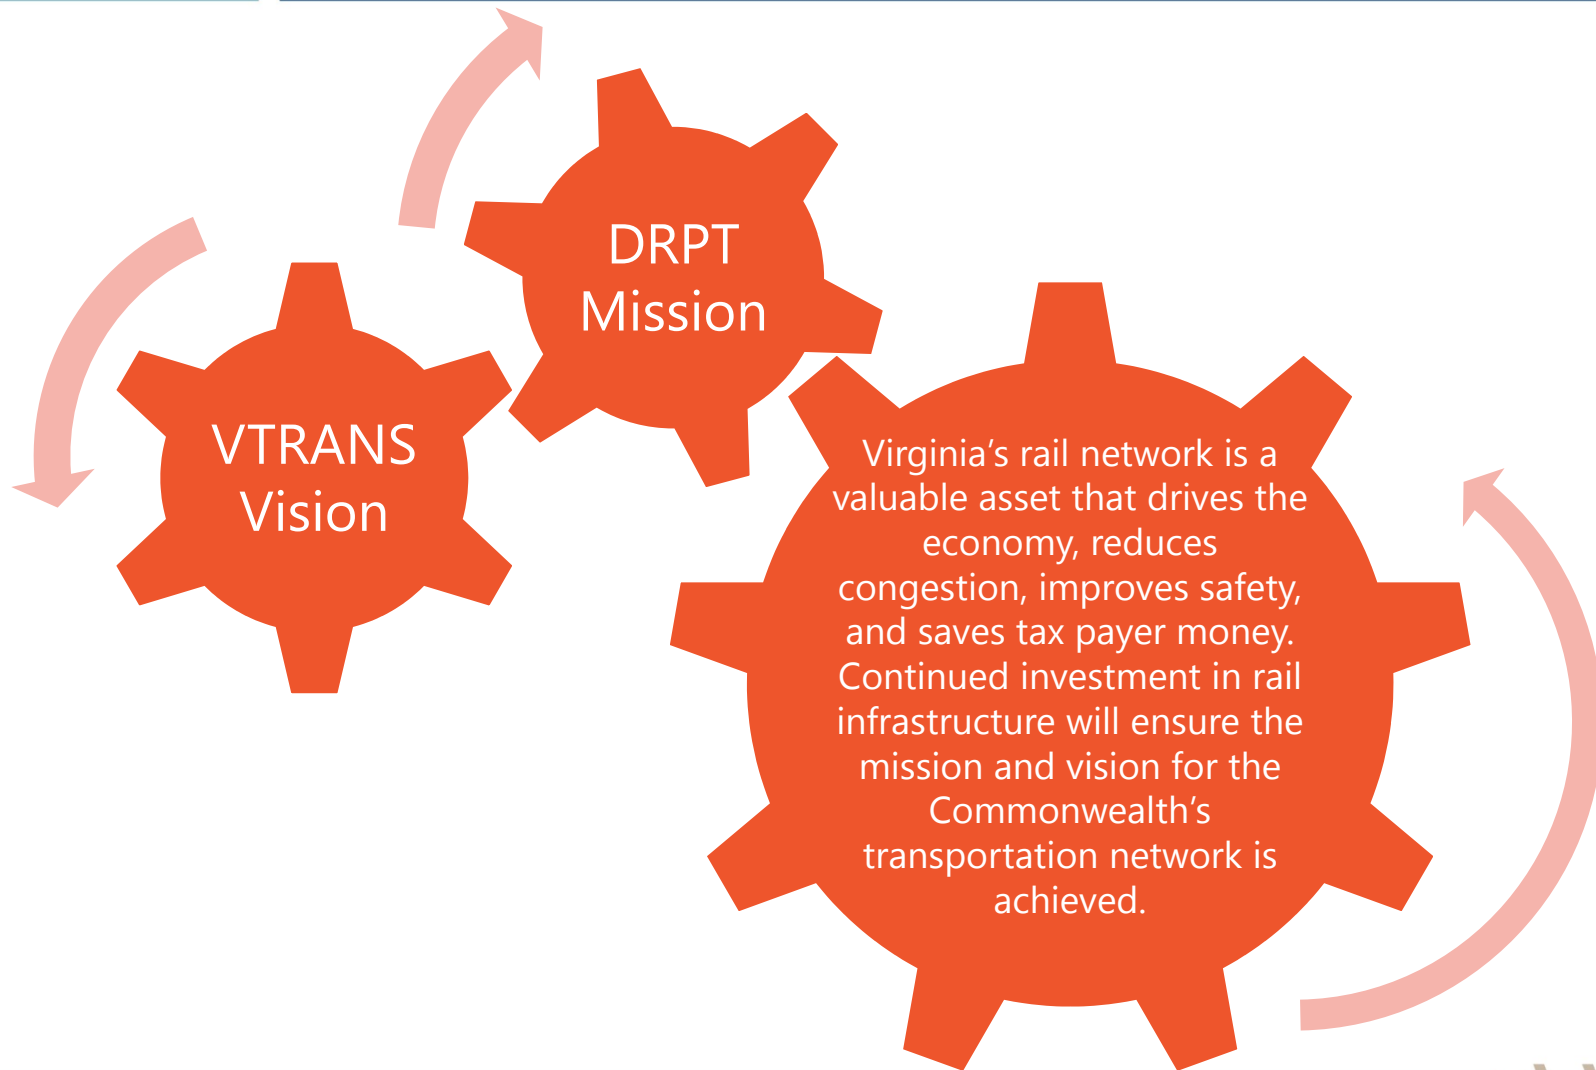 DRPT
Mission
VTRANS
Vision
Virginia’s rail network is a
valuable asset that drives the
economy, reduces
congestion, improves safety,
and saves tax payer money.
Continued investment in rail
infrastructure will ensure the
mission and vision for the
Commonwealth’s
transportation network is
achieved.